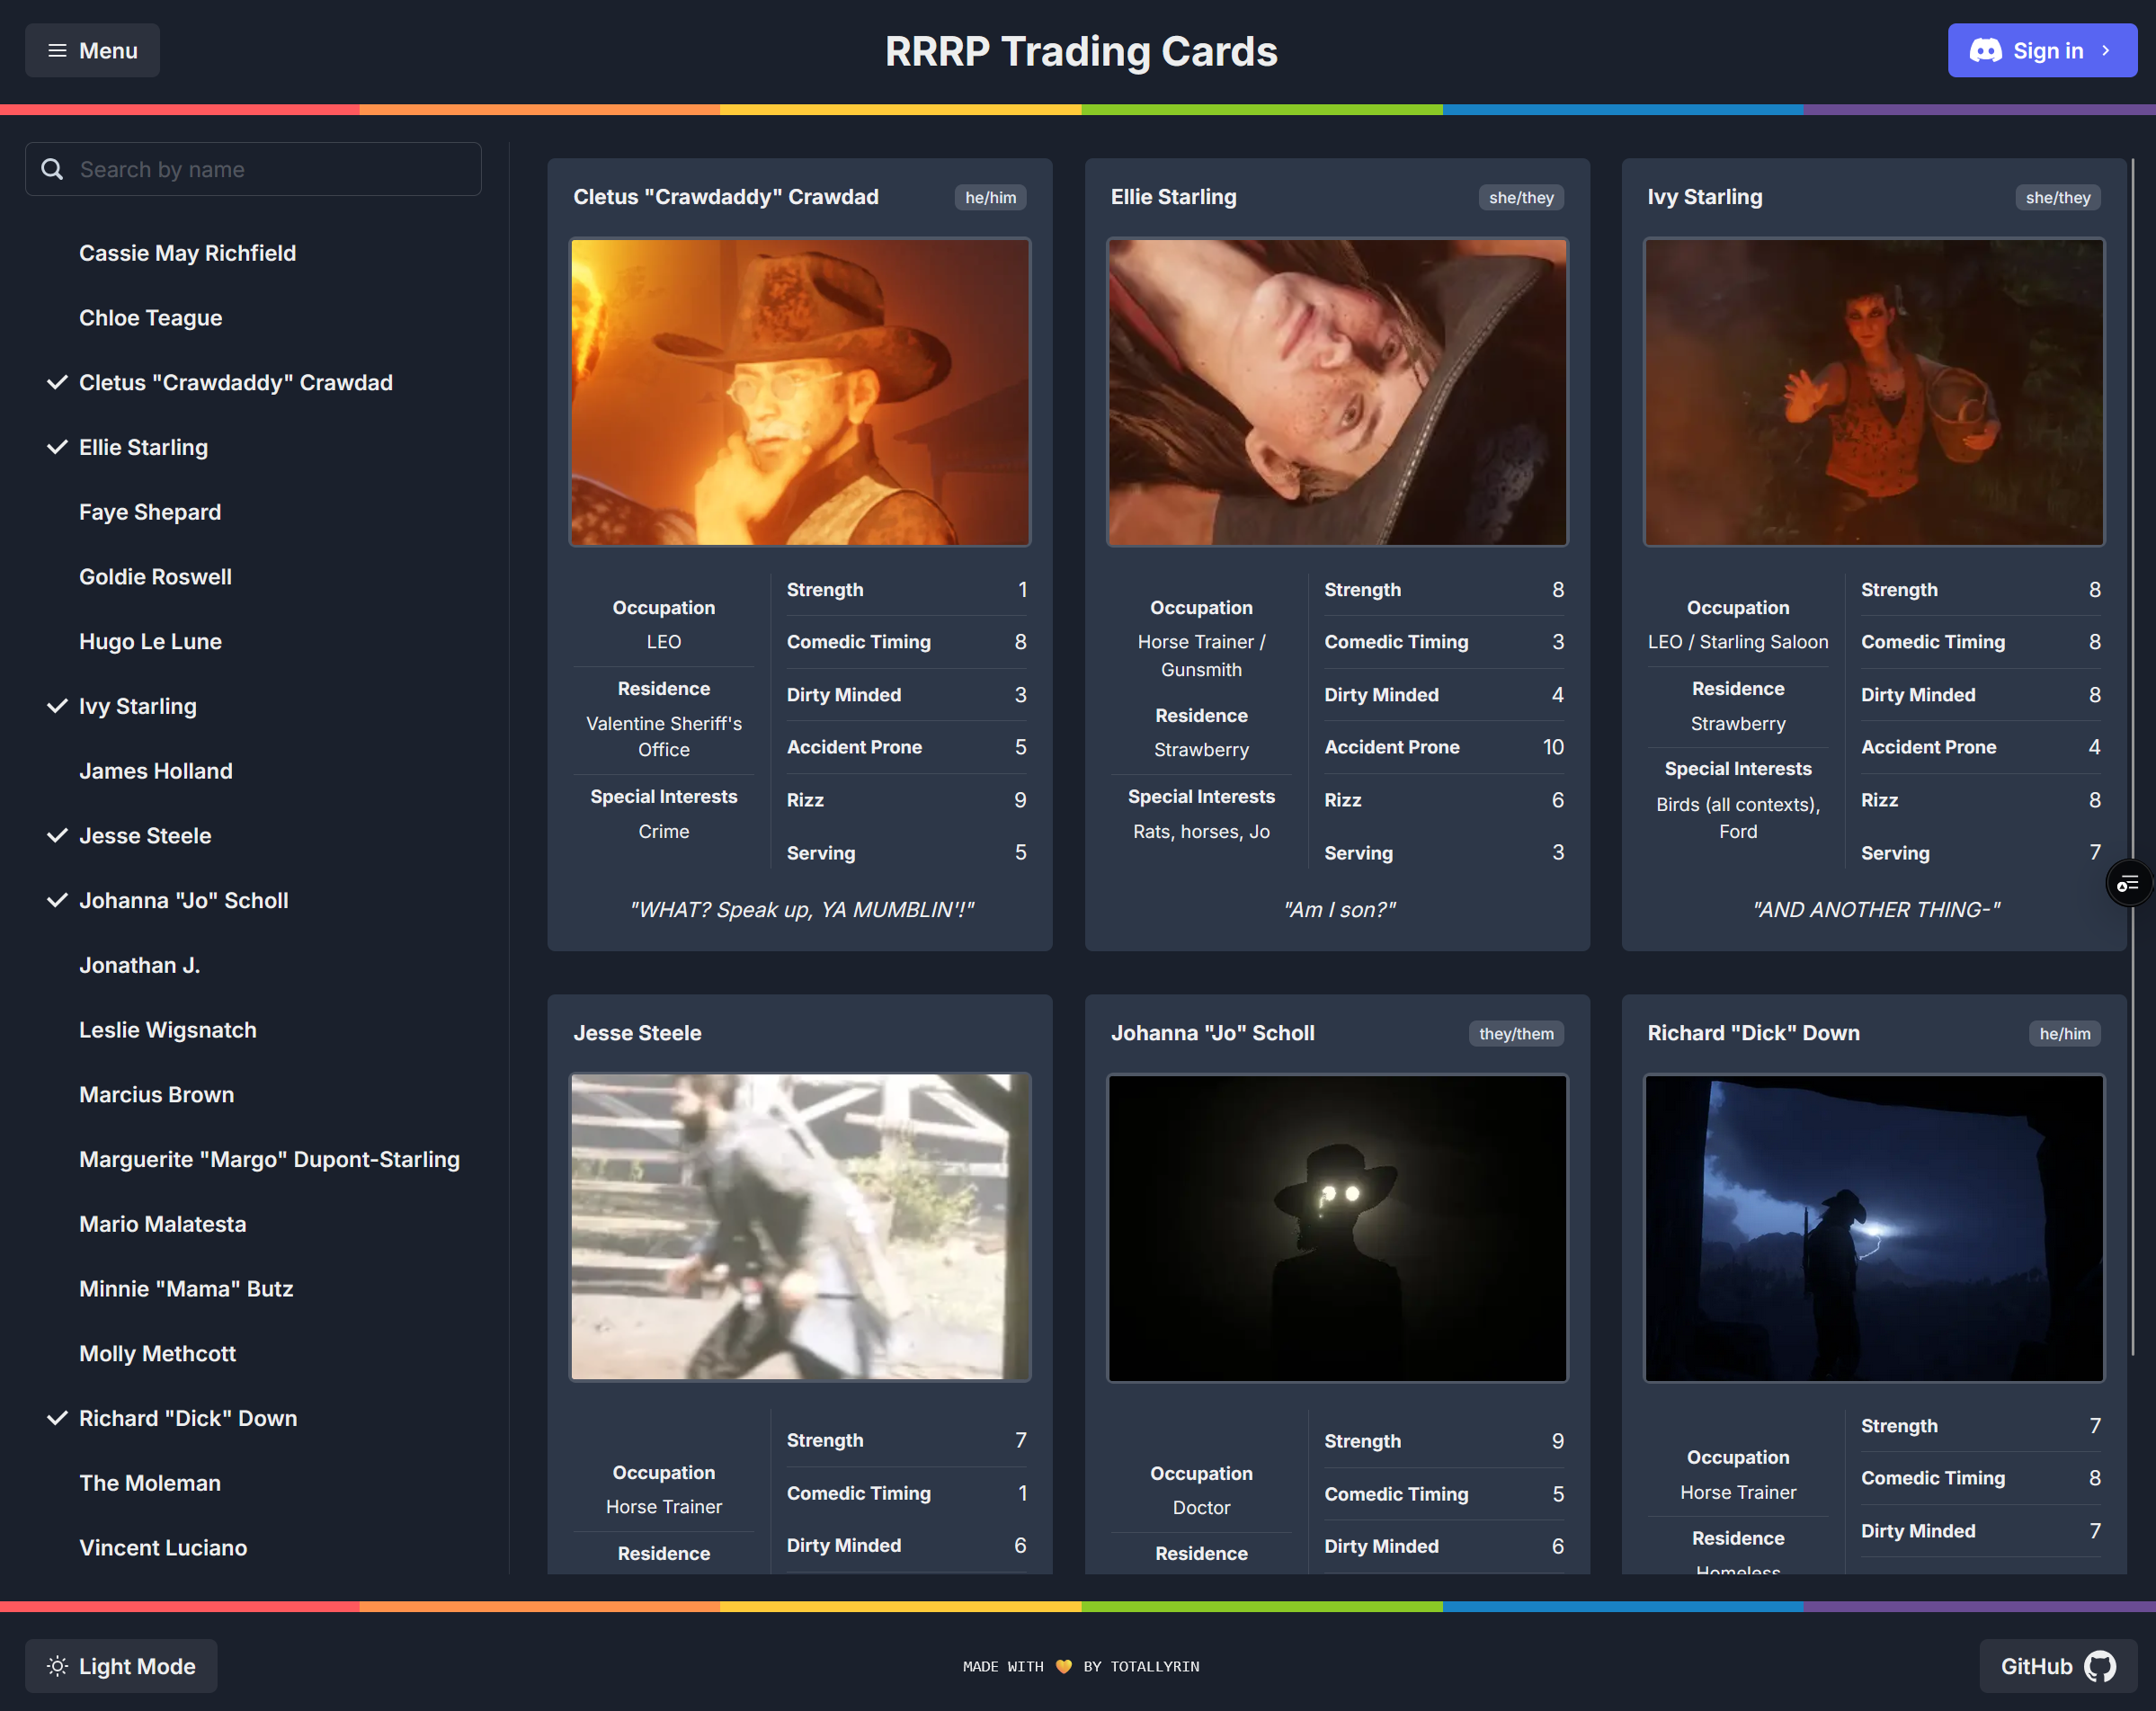 Menu
RRRP Trading Cards
Sign in
Search by name
Cassie May Richfield
Chloe Teague
Cletus "Crawdaddy" Crawdad
Ellie Starling
Faye Shepard
Goldie Roswell
Hugo Le Lune
Ivy Starling
James Holland
Jesse Steele
Johanna "Jo" Scholl
Jonathan J.
Leslie Wigsnatch
Marcius Brown
Marguerite "Margo" Dupont-Starling
Mario Malatesta
Minnie "Mama" Butz
Molly Methcott
Richard "Dick" Down
The Moleman
Vincent Luciano
Cletus "Crawdaddy" Crawdad he/him
Occupation
LEO
Residence
Valentine Sheriff's
Office
Special Interests
Crime
Strength 1
Comedic Timing 8
Dirty Minded 3
Accident Prone 5
Rizz 9
Serving 5
"WHAT? Speak up, YA MUMBLIN'!"
Ellie Starling she/they
Occupation
Horse Trainer /
Gunsmith
Residence
Strawberry
Special Interests
Rats, horses, Jo
Strength 8
Comedic Timing 3
Dirty Minded 4
Accident Prone 10
Rizz 6
Serving 3
"Am I son?"
Ivy Starling she/they
Occupation
LEO / Starling Saloon
Residence
Strawberry
Special Interests
Birds (all contexts),
Ford
Strength 8
Comedic Timing 8
Dirty Minded 8
Accident Prone 4
Rizz 8
Serving 7
"AND ANOTHER THING-"
Jesse Steele
Occupation
Horse Trainer
Residence
Strength 7
Comedic Timing 1
Dirty Minded 6
Johanna "Jo" Scholl they/them
Occupation
Doctor
Residence
Strength 9
Comedic Timing 5
Dirty Minded 6
Richard "Dick" Down he/him
Occupation
Horse Trainer
Residence
Homeless
Strength 7
Comedic Timing 8
Dirty Minded 7
Light Mode
MADE WITH 🧡 BY TOTALLYRIN
GitHub